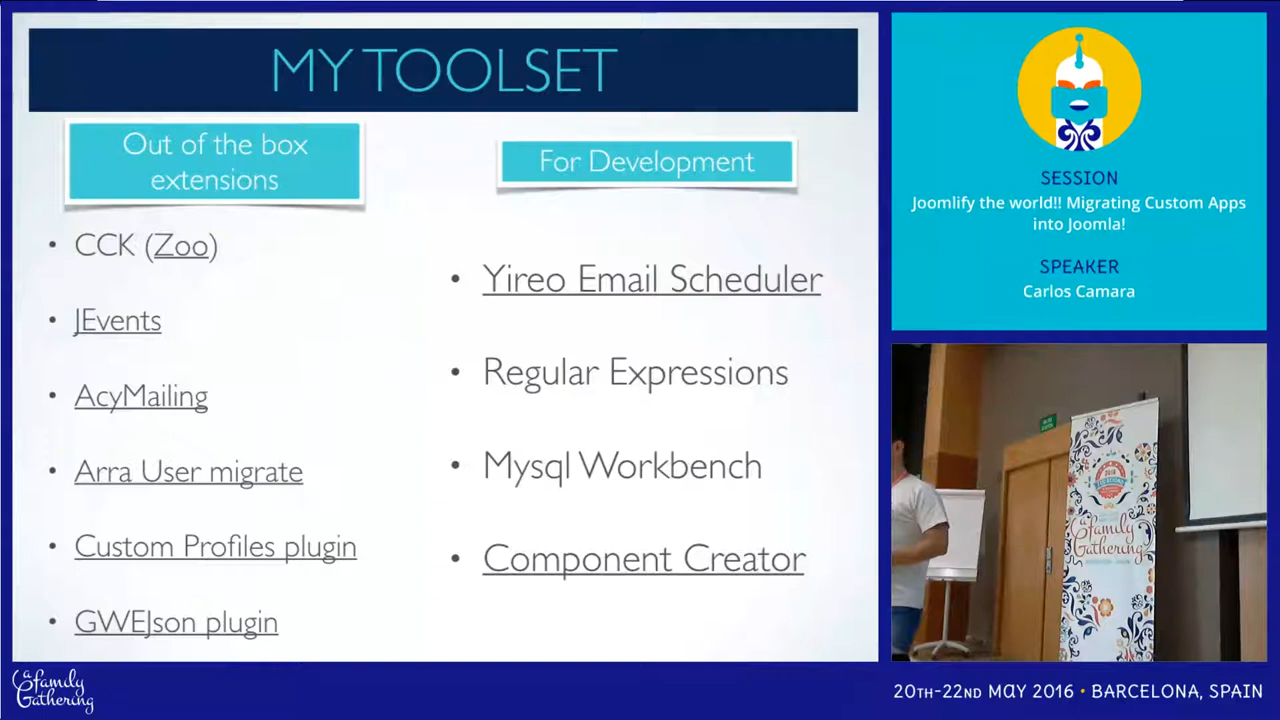 MY TOOLSET
Out of the box
extensions
• CCK (Zoo)
• JEvents
• AcyMailing
• Arra User migrate
• Custom Profiles plugin
• GWEJson plugin
For Development
• Yireo Email Scheduler
• Regular Expressions
• Mysql Workbench
• Component Creator
SESSION
Joomlify the world!! Migrating Custom Apps
into Joomla!
SPEAKER
Carlos Camara
a
family
Gathering
a
family
Gathering
20TH-22ND MAY 2016 • BARCELONA, SPAIN